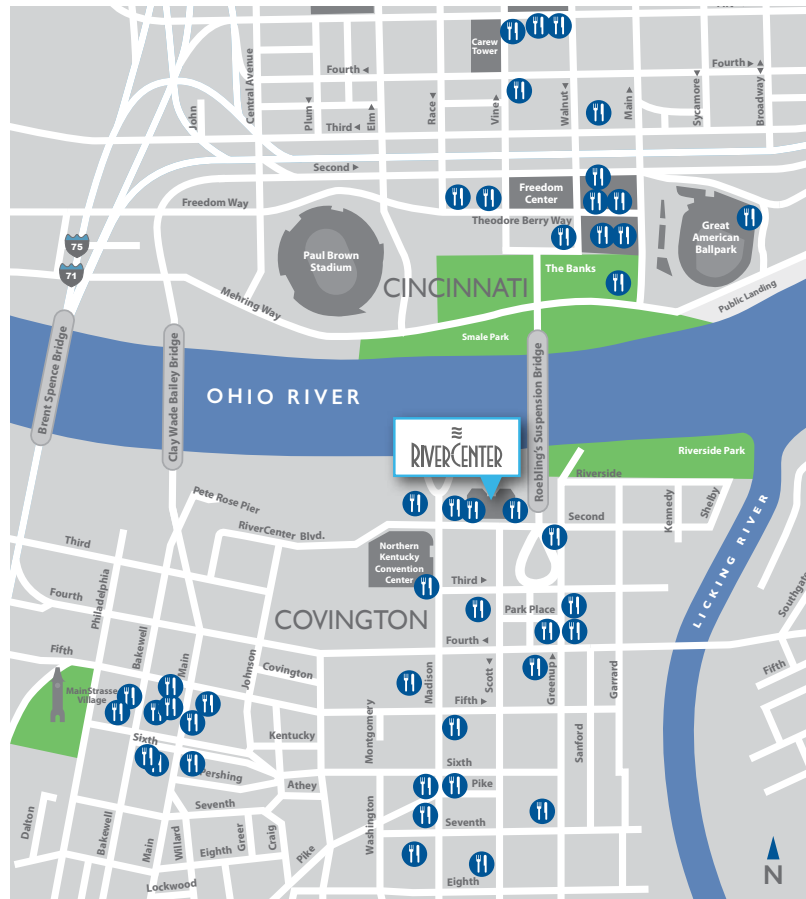 Carew
Tower
Fourth
Fourth
Central Avenue
John
Plum
Elm
Race
Vine
Walnut
Main
Sycamore
Broadway
Third
Second
Freedom Way
Freedom
Center
Theodore Berry Way
Great
American
Ballpark
75
71
Paul Brown
Stadium
CINCINNATI
The Banks
Mehring Way
Public Landing
Smale Park
Brent Spence Bridge
Clay Wade Bailey Bridge
Roebling's Suspension Bridge
OHIO RIVER
RIVERCENTER
Riverside Park
Riverside
Pete Rose Pier
RiverCenter Blvd.
Second
Kennedy
Shelby
LICKING RIVER
Third
Northern
Kentucky
Convention
Center
Third
Fourth
Philadelphia
COVINGTON
Park Place
Southgate
Fifth
Bakewell
Main
Johnson
Covington
Fourth
Madison
Scott
Greenup
Garrard
Fifth
MainStrasse
Village
Fifth
Montgomery
Sanford
Kentucky
Sixth
Sixth
Pershing
Athey
Pike
Seventh
Seventh
Dalton
Bakewell
Main
Willard
Greer
Craig
Pike
Washington
Eighth
Lockwood
Eighth
N